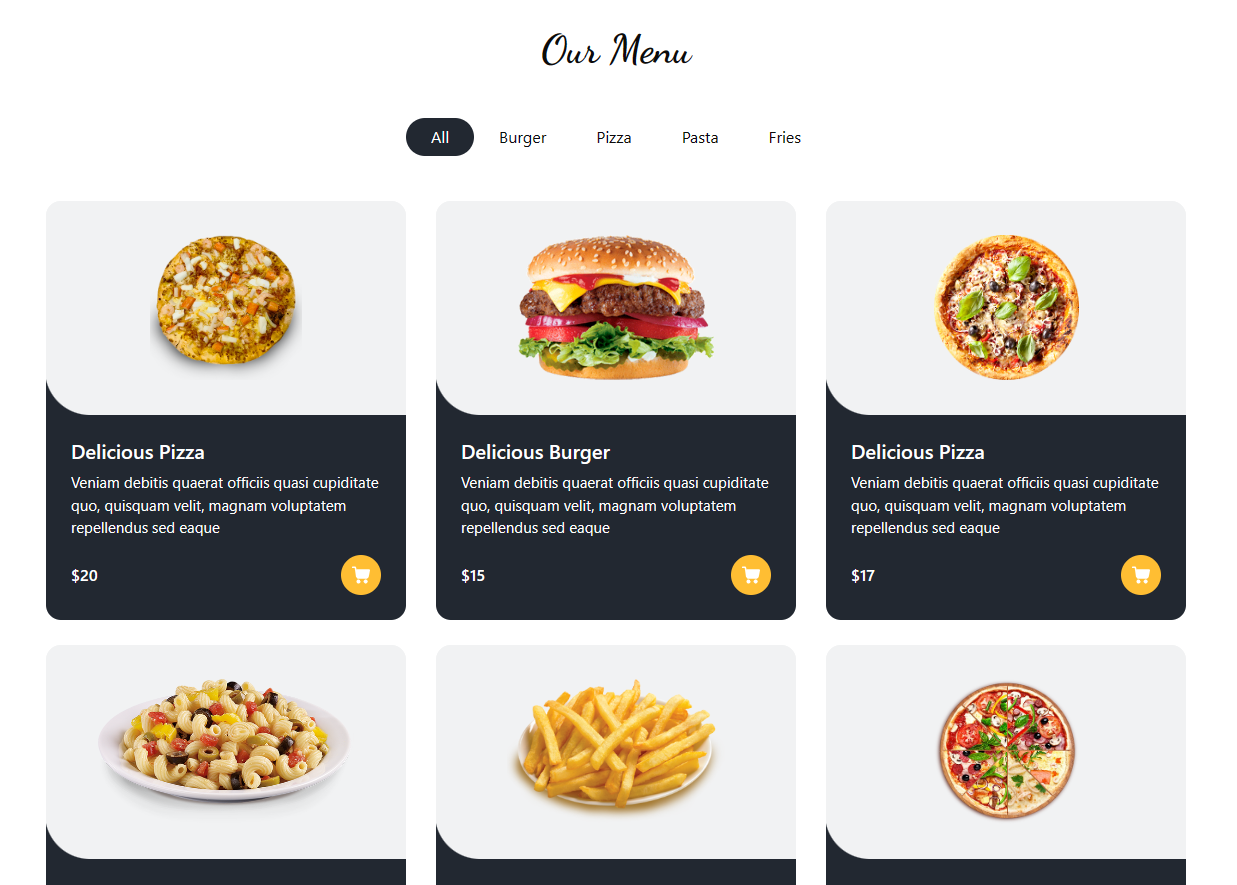 Our Menu
All
Burger
Pizza
Pasta
Fries
Delicious Pizza
Veniam debitis quaerat officiis quasi cupiditate
quo, quisquam velit, magnam voluptatem
repellendus sed eaque
$20
Delicious Burger
Veniam debitis quaerat officiis quasi cupiditate
quo, quisquam velit, magnam voluptatem
repellendus sed eaque
$15
Delicious Pizza
Veniam debitis quaerat officiis quasi cupiditate
quo, quisquam velit, magnam voluptatem
repellendus sed eaque
$17